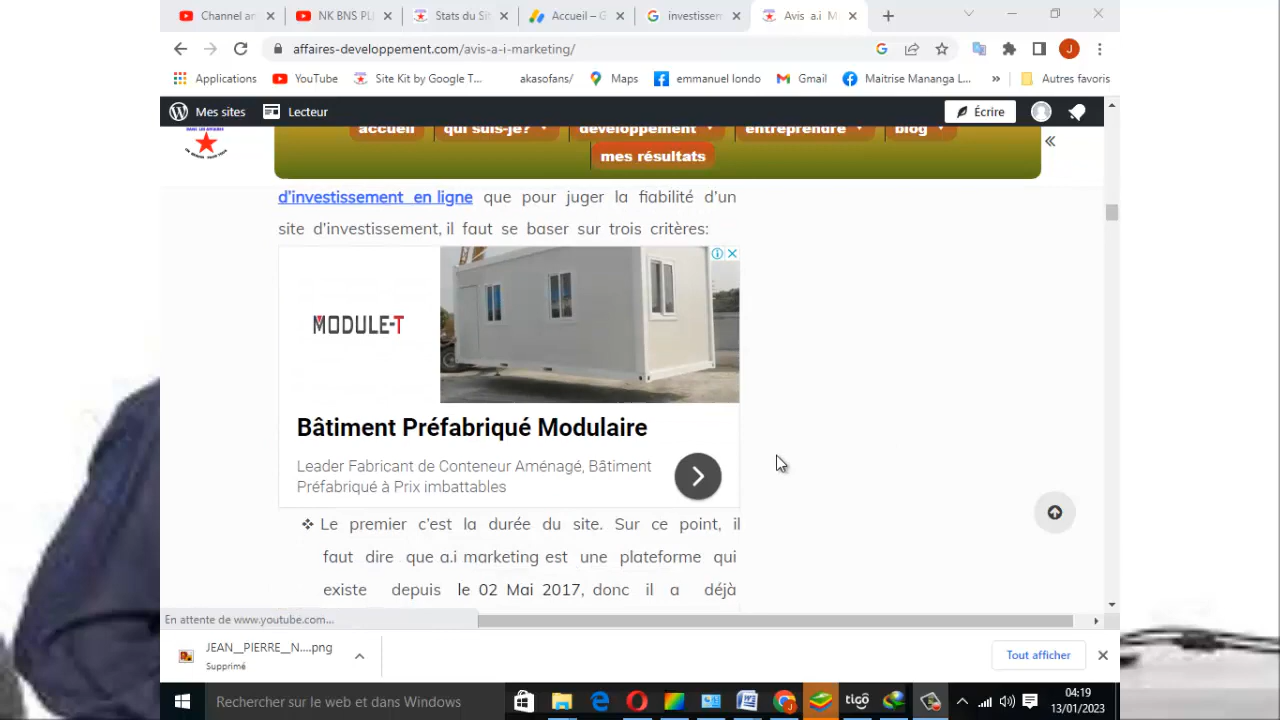 Channel an
NK BNS PLI
Stats du Si
Accueil – G
investissem
Avis a.i M
affaires-developpement.com/avis-a-i-marketing/
J
Applications
YouTube
Site Kit by Google T...
akasofans/
Maps
emmanuel londo
Gmail
Maitrise Mananga L...
»
Autres favoris
Mes sites
Lecteur
Écrire
accueil
qui suis-je?
développement
entreprendre
blog
mes résultats
d'investissement en ligne que pour juger la fiabilité d'un
site d'investissement, il faut se baser sur trois critères:
MODULE-T
Bâtiment Préfabriqué Modulaire
Leader Fabricant de Conteneur Aménagé, Bâtiment
Préfabriqué à Prix imbattables
❖ Le premier c'est la durée du site. Sur ce point, il
faut dire que a.i marketing est une plateforme qui
existe depuis le 02 Mai 2017, donc il a déjà
En attente de www.youtube.com...
JEAN__PIERRE__N....png
Supprimé
Tout afficher
Rechercher sur le web et dans Windows
tigo
04:19
13/01/2023